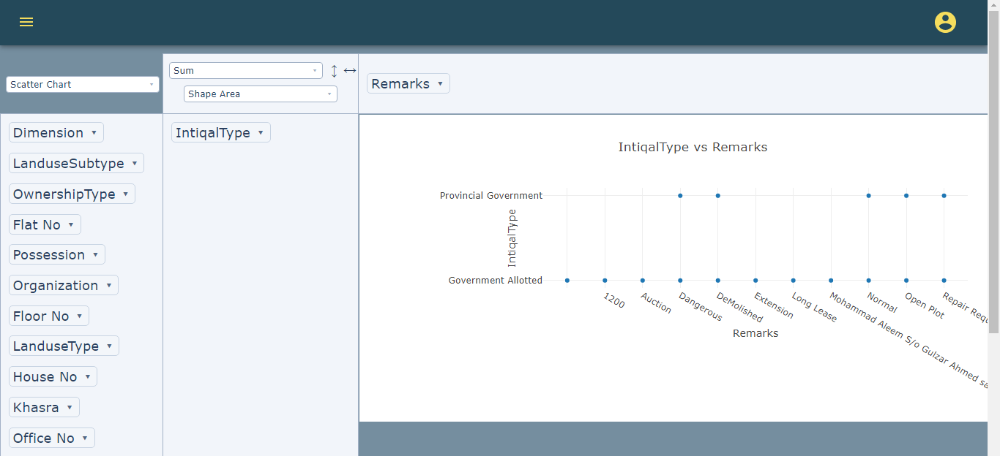 Scatter Chart
Sum
Shape Area
Remarks
Dimension
LanduseSubtype
OwnershipType
Flat No
Possession
Organization
Floor No
LanduseType
House No
Khasra
Office No
IntiqalType
IntiqalType vs Remarks
Provincial Government
Government Allotted
IntiqalType
1200
Auction
Dangerous
DeMolished
Extension
Long Lease
Mohammad Aleem S/o Gulzar Ahmed sa
Normal
Open Plot
Repair Requ
Remarks